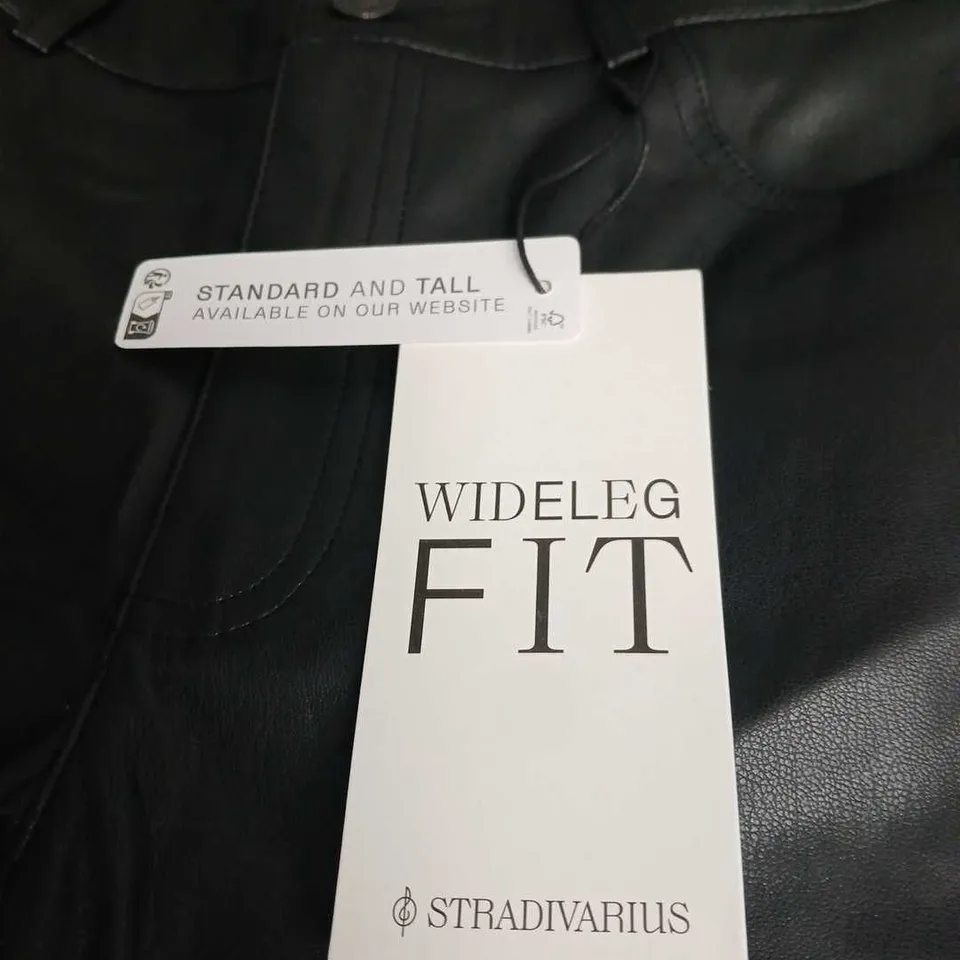 STANDARD AND TALL
AVAILABLE ON OUR WEBSITE
WIDELEG
FIT
STRADIVARIUS